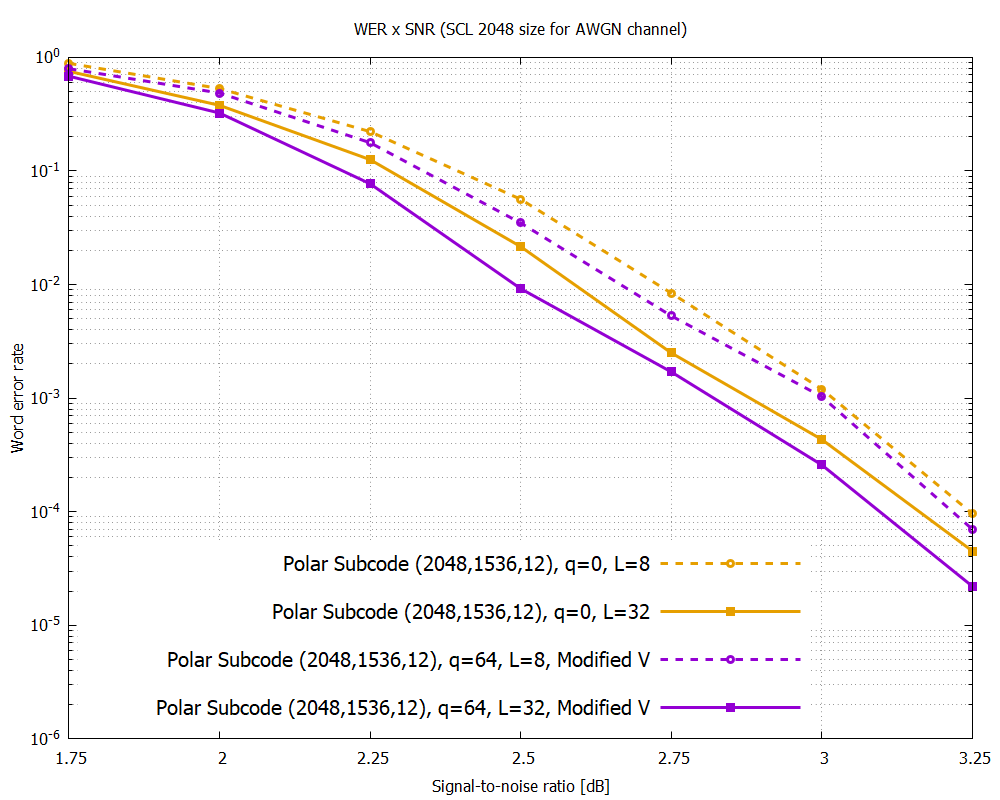 WER x SNR (SCL 2048 size for AWGN channel)
10^0
10^-1
10^-2
10^-3
10^-4
10^-5
10^-6
Word error rate
Polar Subcode (2048,1536,12), q=0, L=8
Polar Subcode (2048,1536,12), q=0, L=32
Polar Subcode (2048,1536,12), q=64, L=8, Modified V
Polar Subcode (2048,1536,12), q=64, L=32, Modified V
1.75 2 2.25 2.5 2.75 3 3.25
Signal-to-noise ratio [dB]